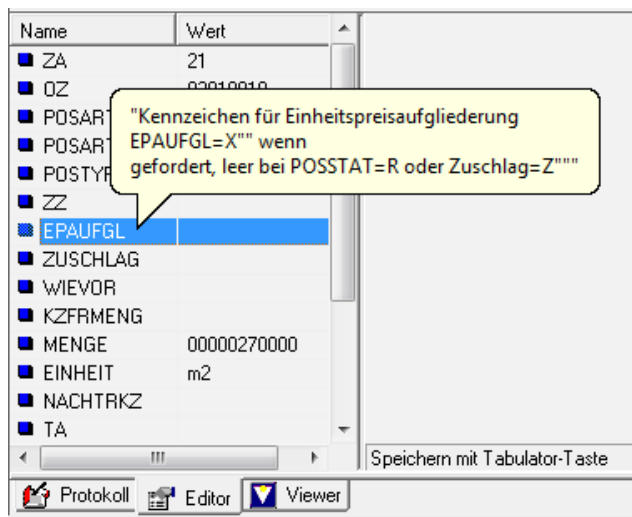 Name Wert
ZA 21
OZ
"Kennzeichen für Einheitspreisaufgliederung
EPAUFGL=X"" wenn
gefordert, leer bei POSSTAT=R oder Zuschlag=Z"""
POSART
POSART
POSTYP
ZZ
EPAUFGL
ZUSCHLAG
WIEVOR
KZFRMENG
MENGE 00000270000
EINHEIT m2
NACHTRKZ
TA
Speichern mit Tabulator-Taste
Protokoll Editor Viewer